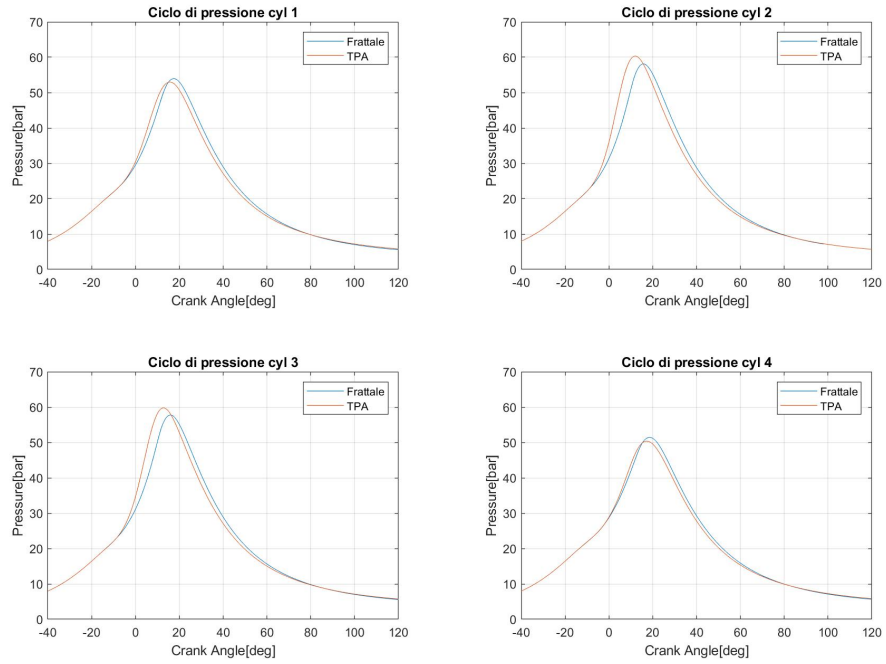 Ciclo di pressione cyl 1
70
60
50
40
30
20
10
0
Pressure[bar]
Frattale
TPA
-40 -20 0 20 40 60 80 100 120
Crank Angle[deg]
Ciclo di pressione cyl 2
70
60
50
40
30
20
10
0
Pressure[bar]
Frattale
TPA
-40 -20 0 20 40 60 80 100 120
Crank Angle[deg]
Ciclo di pressione cyl 3
70
60
50
40
30
20
10
0
Pressure[bar]
Frattale
TPA
-40 -20 0 20 40 60 80 100 120
Crank Angle[deg]
Ciclo di pressione cyl 4
70
60
50
40
30
20
10
0
Pressure[bar]
Frattale
TPA
-40 -20 0 20 40 60 80 100 120
Crank Angle[deg]